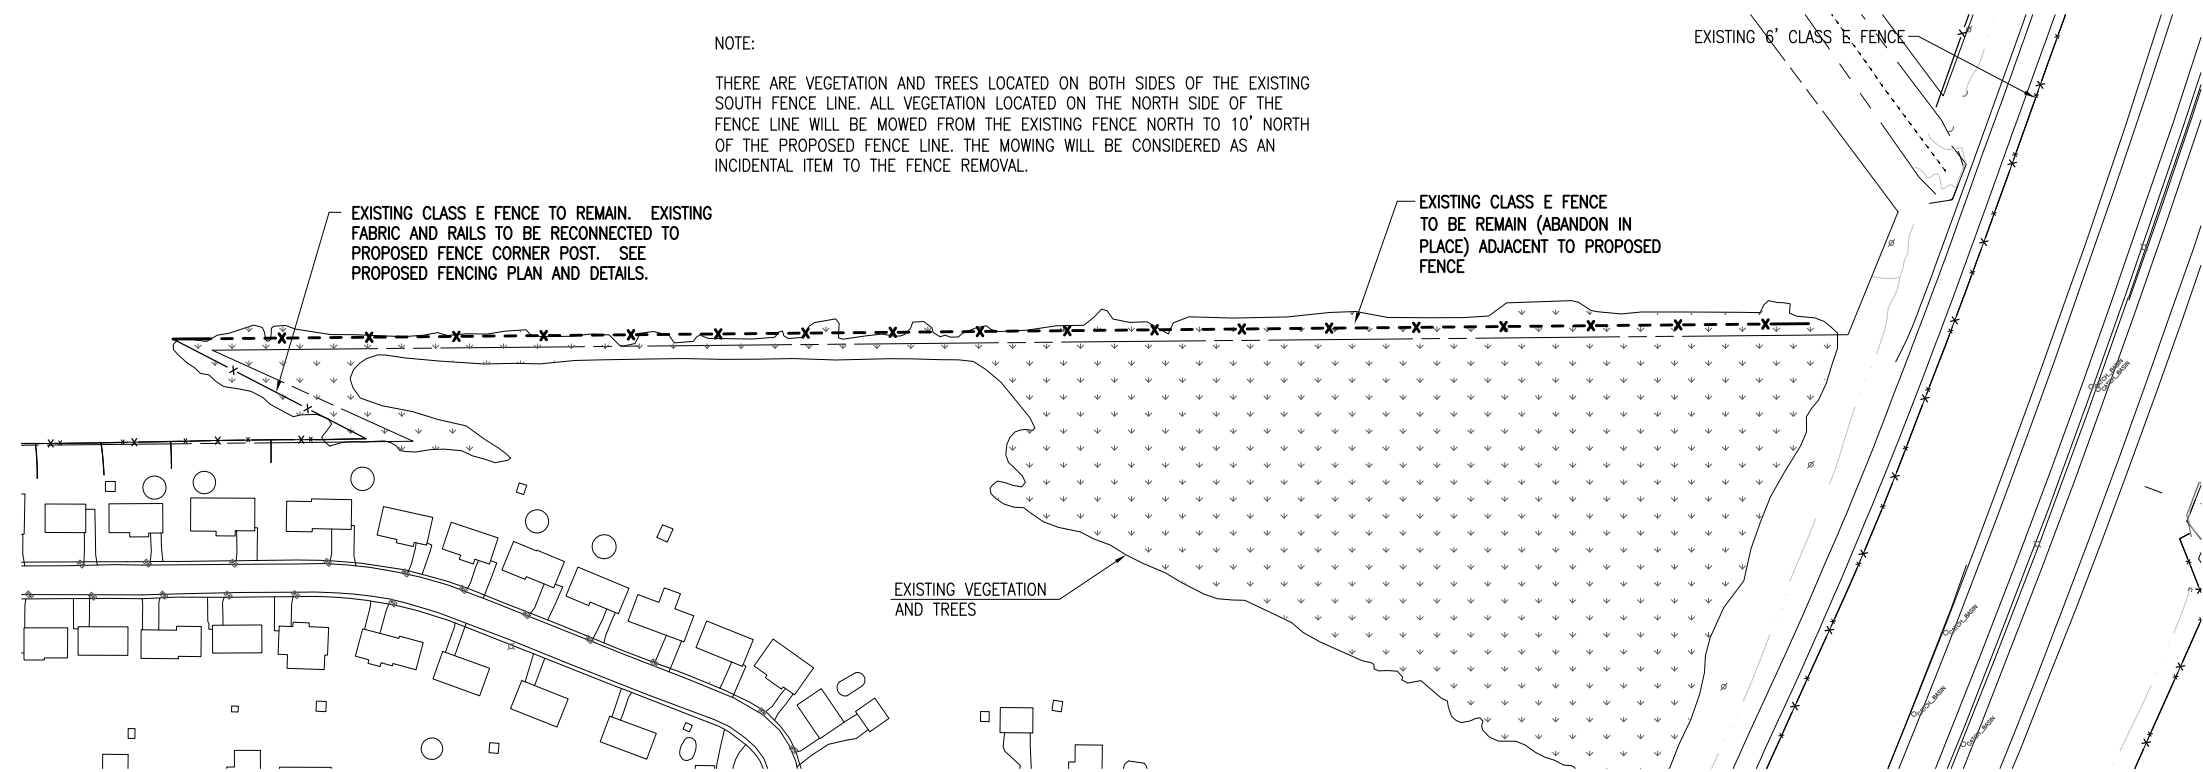 NOTE:
THERE ARE VEGETATION AND TREES LOCATED ON BOTH SIDES OF THE EXISTING
SOUTH FENCE LINE. ALL VEGETATION LOCATED ON THE NORTH SIDE OF THE
FENCE LINE WILL BE MOWED FROM THE EXISTING FENCE NORTH TO 10' NORTH
OF THE PROPOSED FENCE LINE. THE MOWING WILL BE CONSIDERED AS AN
INCIDENTAL ITEM TO THE FENCE REMOVAL.
EXISTING 6' CLASS E FENCE
EXISTING CLASS E FENCE TO REMAIN. EXISTING
FABRIC AND RAILS TO BE RECONNECTED TO
PROPOSED FENCE CORNER POST. SEE
PROPOSED FENCING PLAN AND DETAILS.
EXISTING CLASS E FENCE
TO BE REMAIN (ABANDON IN
PLACE) ADJACENT TO PROPOSED
FENCE
CATCH_BASIN
CATCH_BASIN
EXISTING VEGETATION
AND TREES
CATCH_BASIN
CATCH_BASIN
CATCH_BASIN